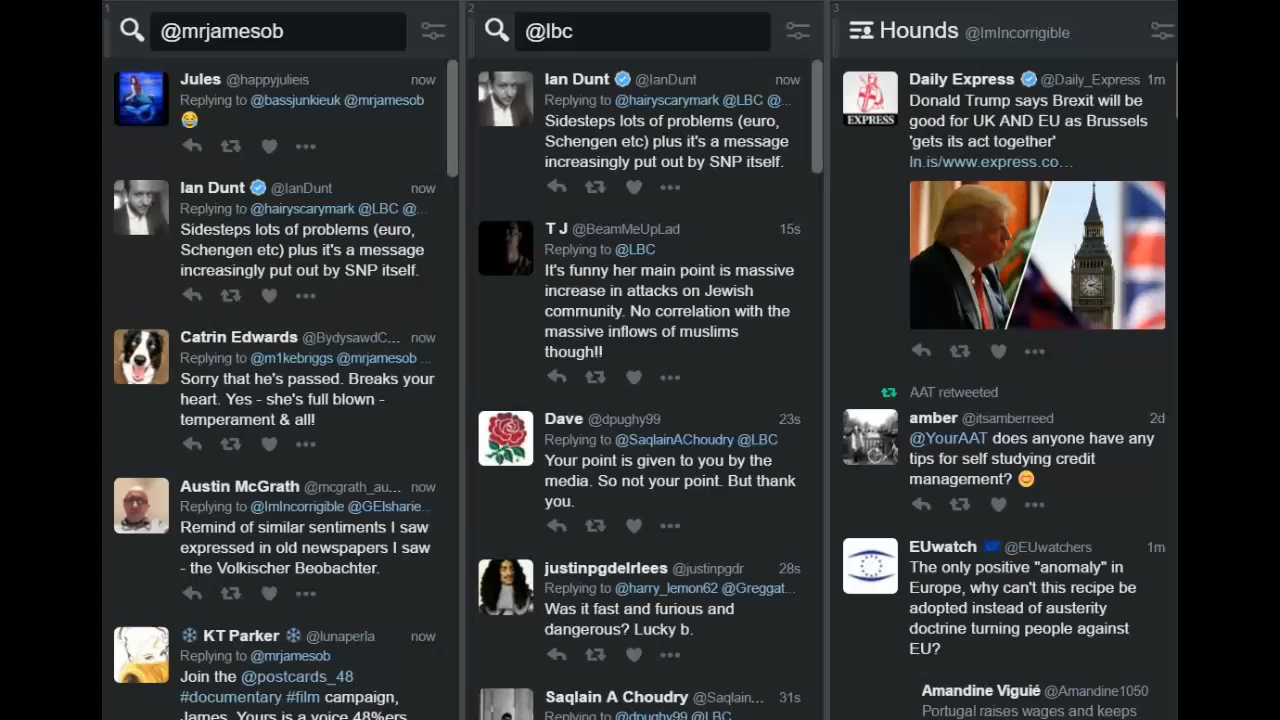 1
@mrjamesob
Jules @happyjulieis now
Replying to @bassjunkieuk @mrjamesob
😂
Ian Dunt @IanDunt now
Replying to @hairyscarymark @LBC @...
Sidesteps lots of problems (euro,
Schengen etc) plus it's a message
increasingly put out by SNP itself.
Catrin Edwards @BydysawdC... now
Replying to @m1kebriggs @mrjamesob ...
Sorry that he's passed. Breaks your
heart. Yes - she's full blown -
temperament & all!
Austin McGrath @mcgrath_au... now
Replying to @ImIncorrigible @GEIsharie...
Remind of similar sentiments I saw
expressed in old newspapers I saw
- the Volkischer Beobachter.
❄ KT Parker ❄ @lunaperla now
Replying to @mrjamesob
Join the @postcards_48
#documentary #film campaign,
James. Yours is a voice 48%ers
2
@lbc
Ian Dunt @IanDunt now
Replying to @hairyscarymark @LBC @...
Sidesteps lots of problems (euro,
Schengen etc) plus it's a message
increasingly put out by SNP itself.
T J @BeamMeUpLad 15s
Replying to @LBC
It's funny her main point is massive
increase in attacks on Jewish
community. No correlation with the
massive inflows of muslims
though!!
Dave @dpughy99 23s
Replying to @SaqlainAChoudry @LBC
Your point is given to you by the
media. So not your point. But thank
you.
justinpgdelrlees @justinpgdr 28s
Replying to @harry_lemon62 @Greggat...
Was it fast and furious and
dangerous? Lucky b.
Saqlain A Choudry @Saqlain... 31s
Replying to @dpughy99 @LBC
3
Hounds @ImIncorrigible
Daily Express @Daily_Express 1m
Donald Trump says Brexit will be
good for UK AND EU as Brussels
'gets its act together'
ln.is/www.express.co...
EXPRESS
AAT retweeted
amber @itsamberreed 2d
@YourAAT does anyone have any
tips for self studying credit
management? 😊
EUwatch @EUwatchers 1m
The only positive "anomaly" in
Europe, why can't this recipe be
adopted instead of austerity
doctrine turning people against
EU?
Amandine Viguié @Amandine1050
Portugal raises wages and keeps